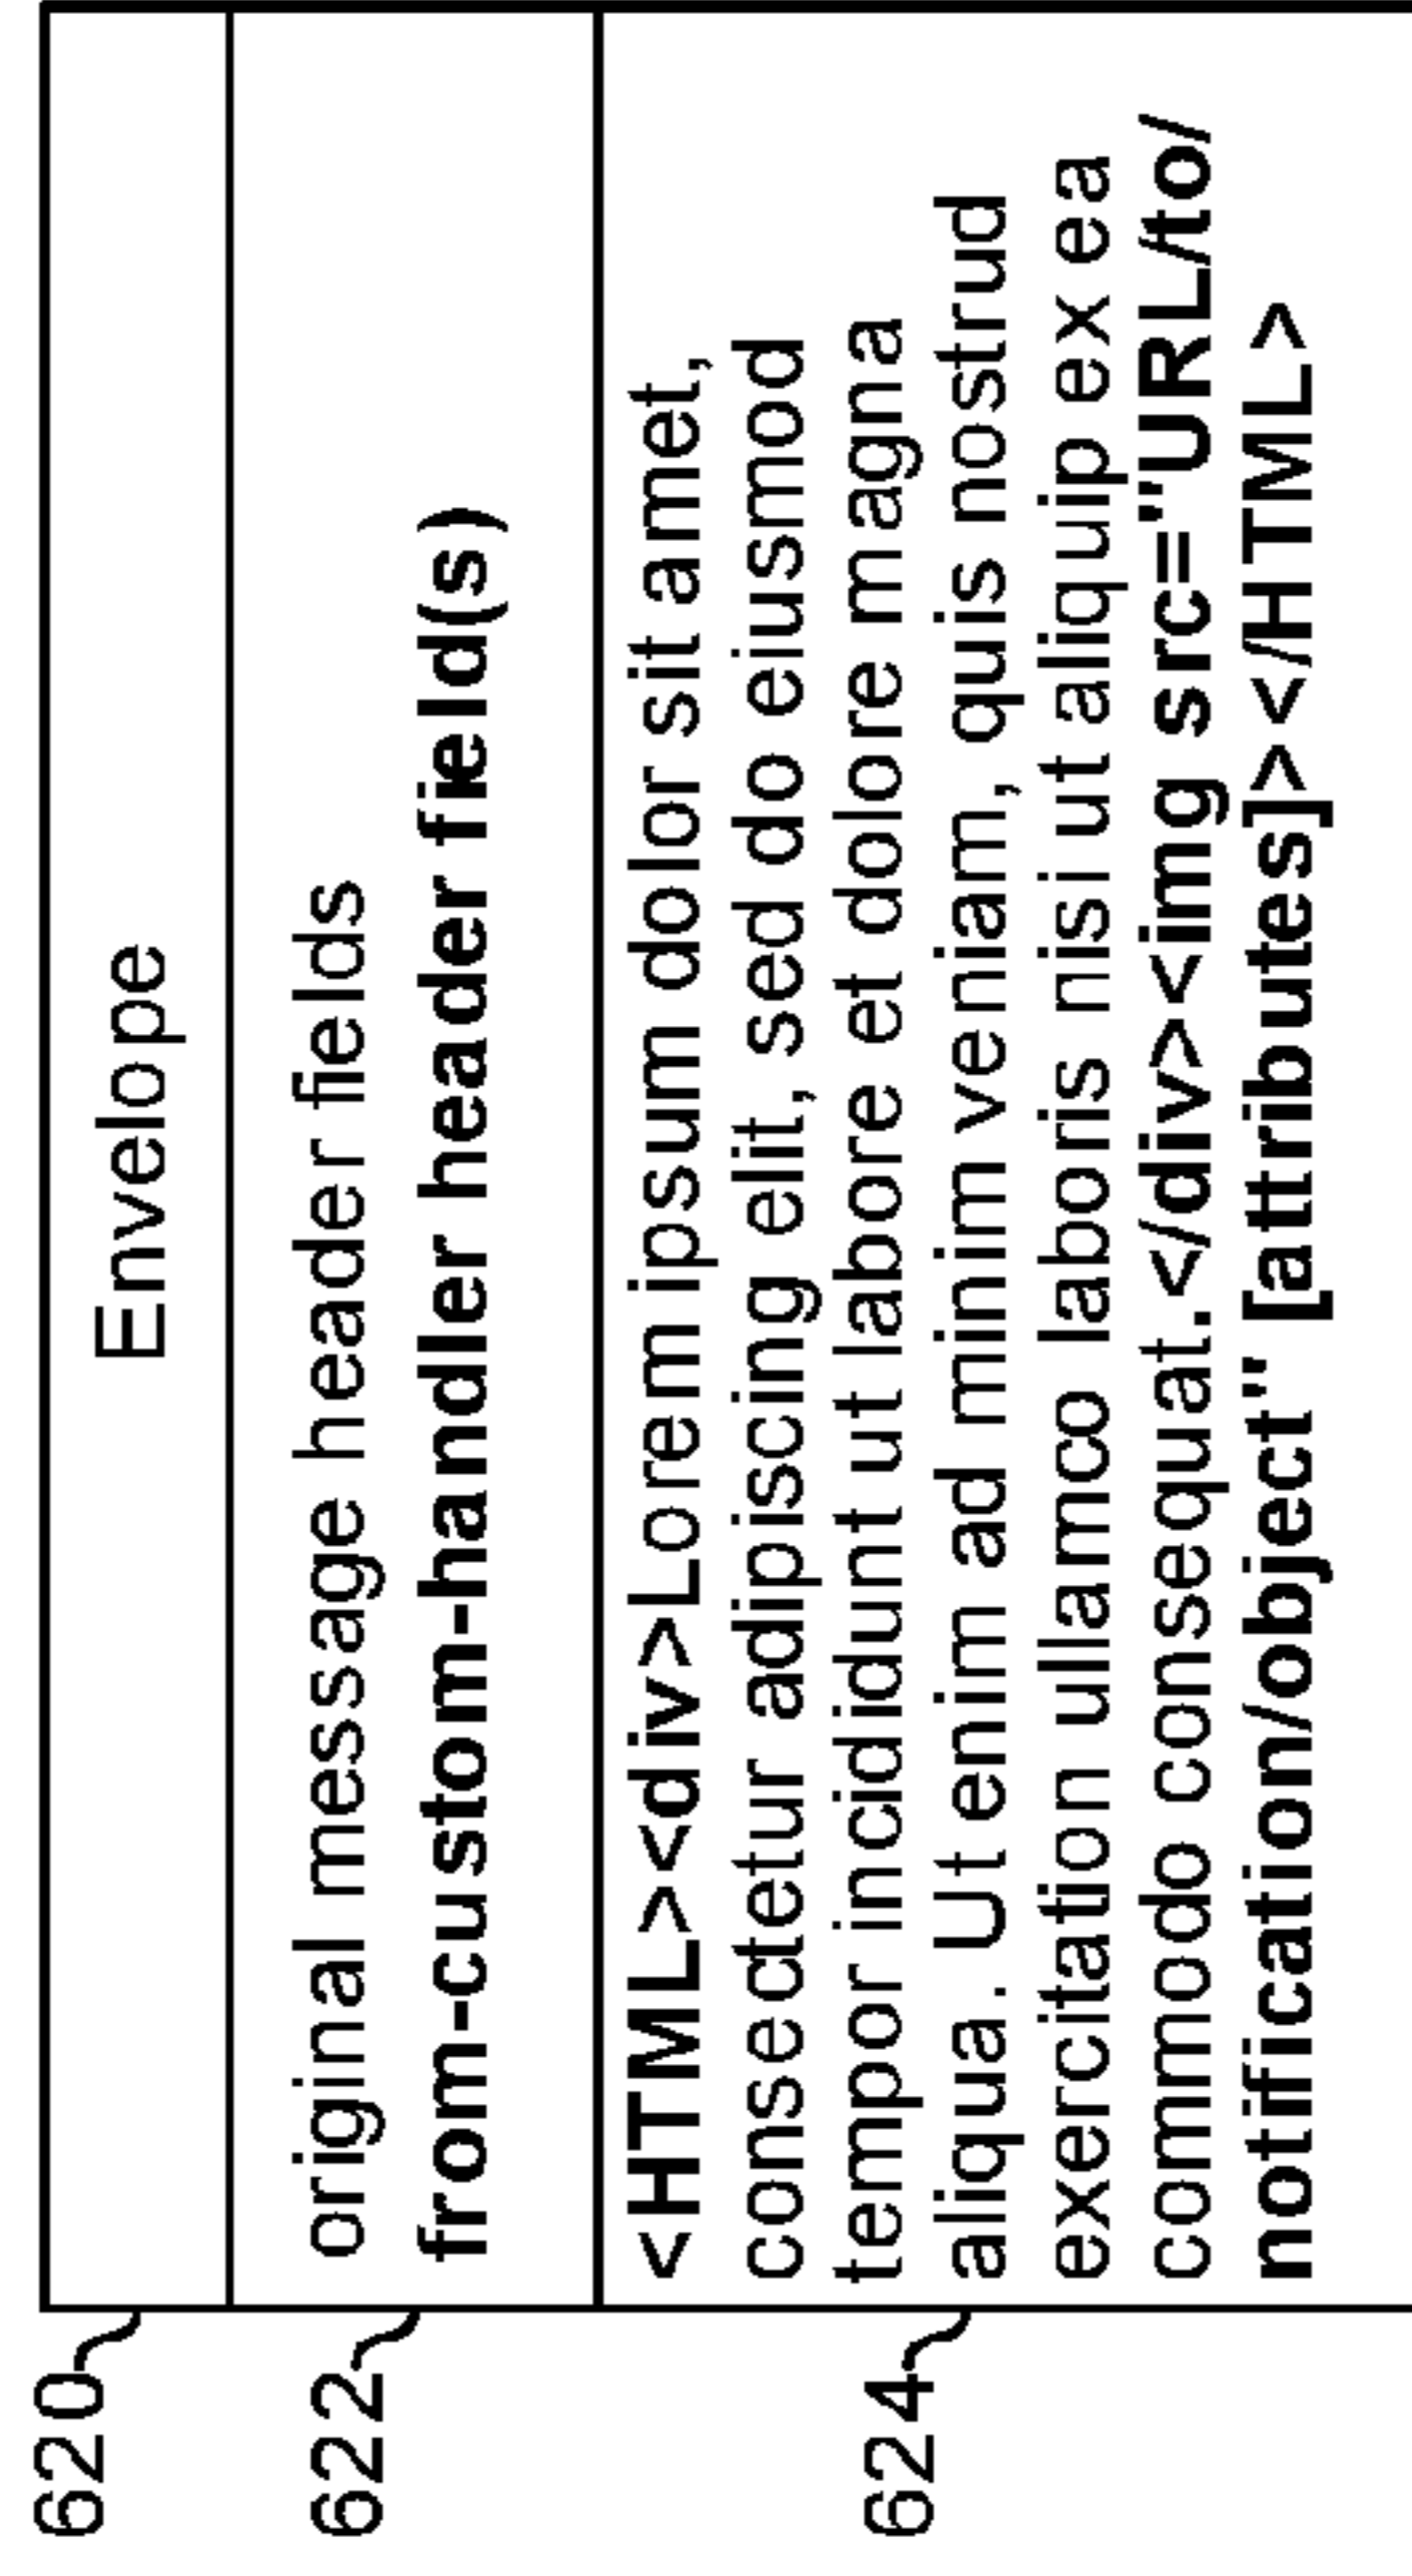 620
Envelope
622
original message header fields
from-custom-handler header field(s)
624
<HTML><div>Lorem ipsum dolor sit amet,
consectetur adipiscing elit, sed do eiusmod
tempor incididunt ut labore et dolore magna
aliqua. Ut enim ad minim veniam, quis nostrud
exercitation ullamco laboris nisi ut aliquip ex ea
commodo consequat.</div><img src="URL/to/
notification/object" [attributes]></HTML>